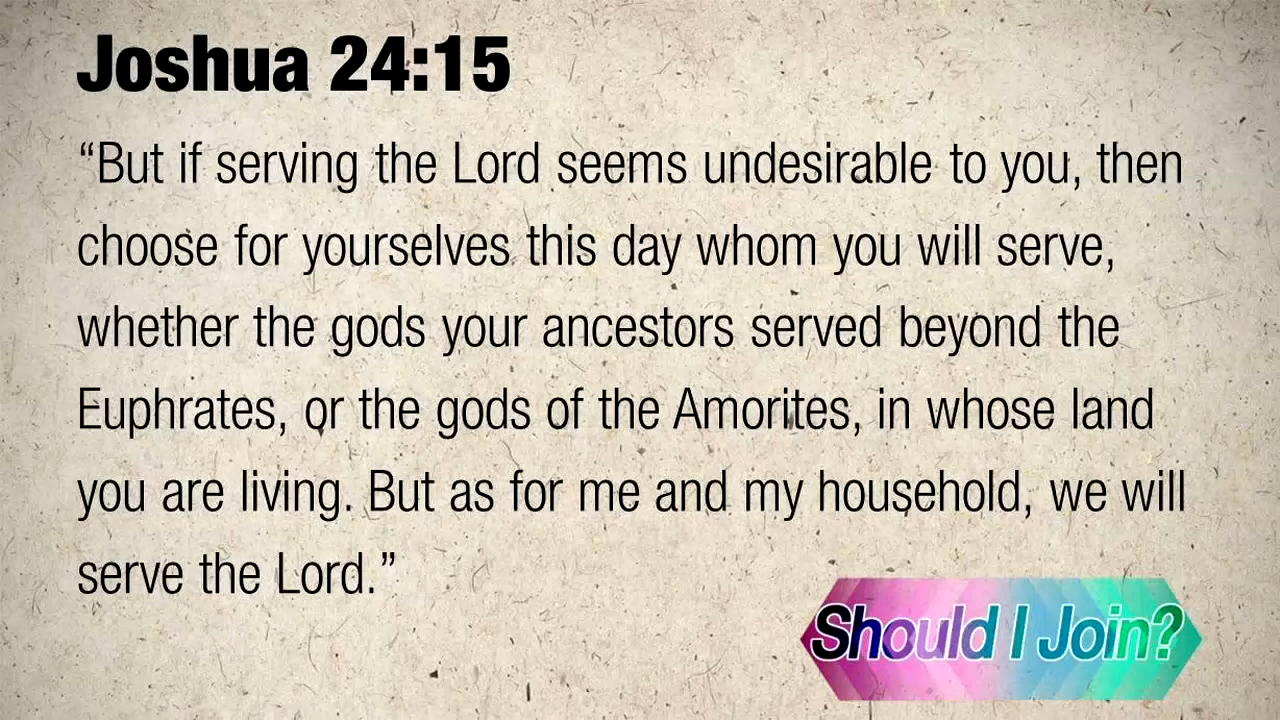 Joshua 24:15
“But if serving the Lord seems undesirable to you, then
choose for yourselves this day whom you will serve,
whether the gods your ancestors served beyond the
Euphrates, or the gods of the Amorites, in whose land
you are living. But as for me and my household, we will
serve the Lord.”
Should I Join?